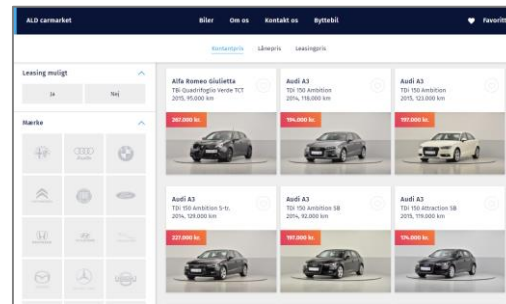 ALD carmarket
Biler Om os Kontakt os Byttebil
Favoritt
Kontantpris Lånepris Leasingpris
Leasing muligt
Ja Nej
Mærke
Alfa Romeo Giulietta
TBi Quadrifoglio Verde TCT
2015, 95.000 km
267.000 kr.
Audi A3
TDi 150 Ambition
2014, 118.000 km
194.000 kr.
Audi A3
TDi 150 Ambition
2015, 123.000 km
197.000 kr.
Audi A3
TDi 150 Ambition S-tr.
2014, 129.000 km
227.000 kr.
Audi A3
TDi 150 Ambition SB
2014, 92.000 km
197.000 kr.
Audi A3
TDi 150 Attraction SB
2015, 119.000 km
174.000 kr.